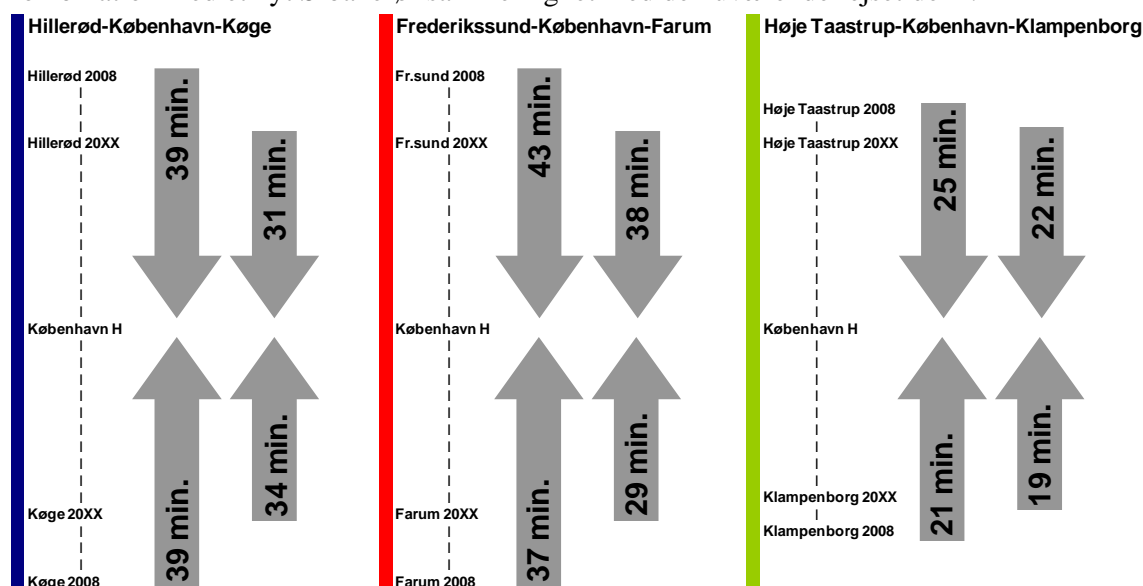 Hillerød-København-Køge
Hillerød 2008
Hillerød 20XX
39 min.
31 min.
København H
39 min.
34 min.
Køge 20XX
Køge 2008
Frederikssund-København-Farum
Fr.sund 2008
Fr.sund 20XX
43 min.
38 min.
København H
37 min.
29 min.
Farum 20XX
Farum 2008
Høje Taastrup-København-Klampenborg
Høje Taastrup 2008
Høje Taastrup 20XX
25 min.
22 min.
København H
21 min.
19 min.
Klampenborg 20XX
Klampenborg 2008